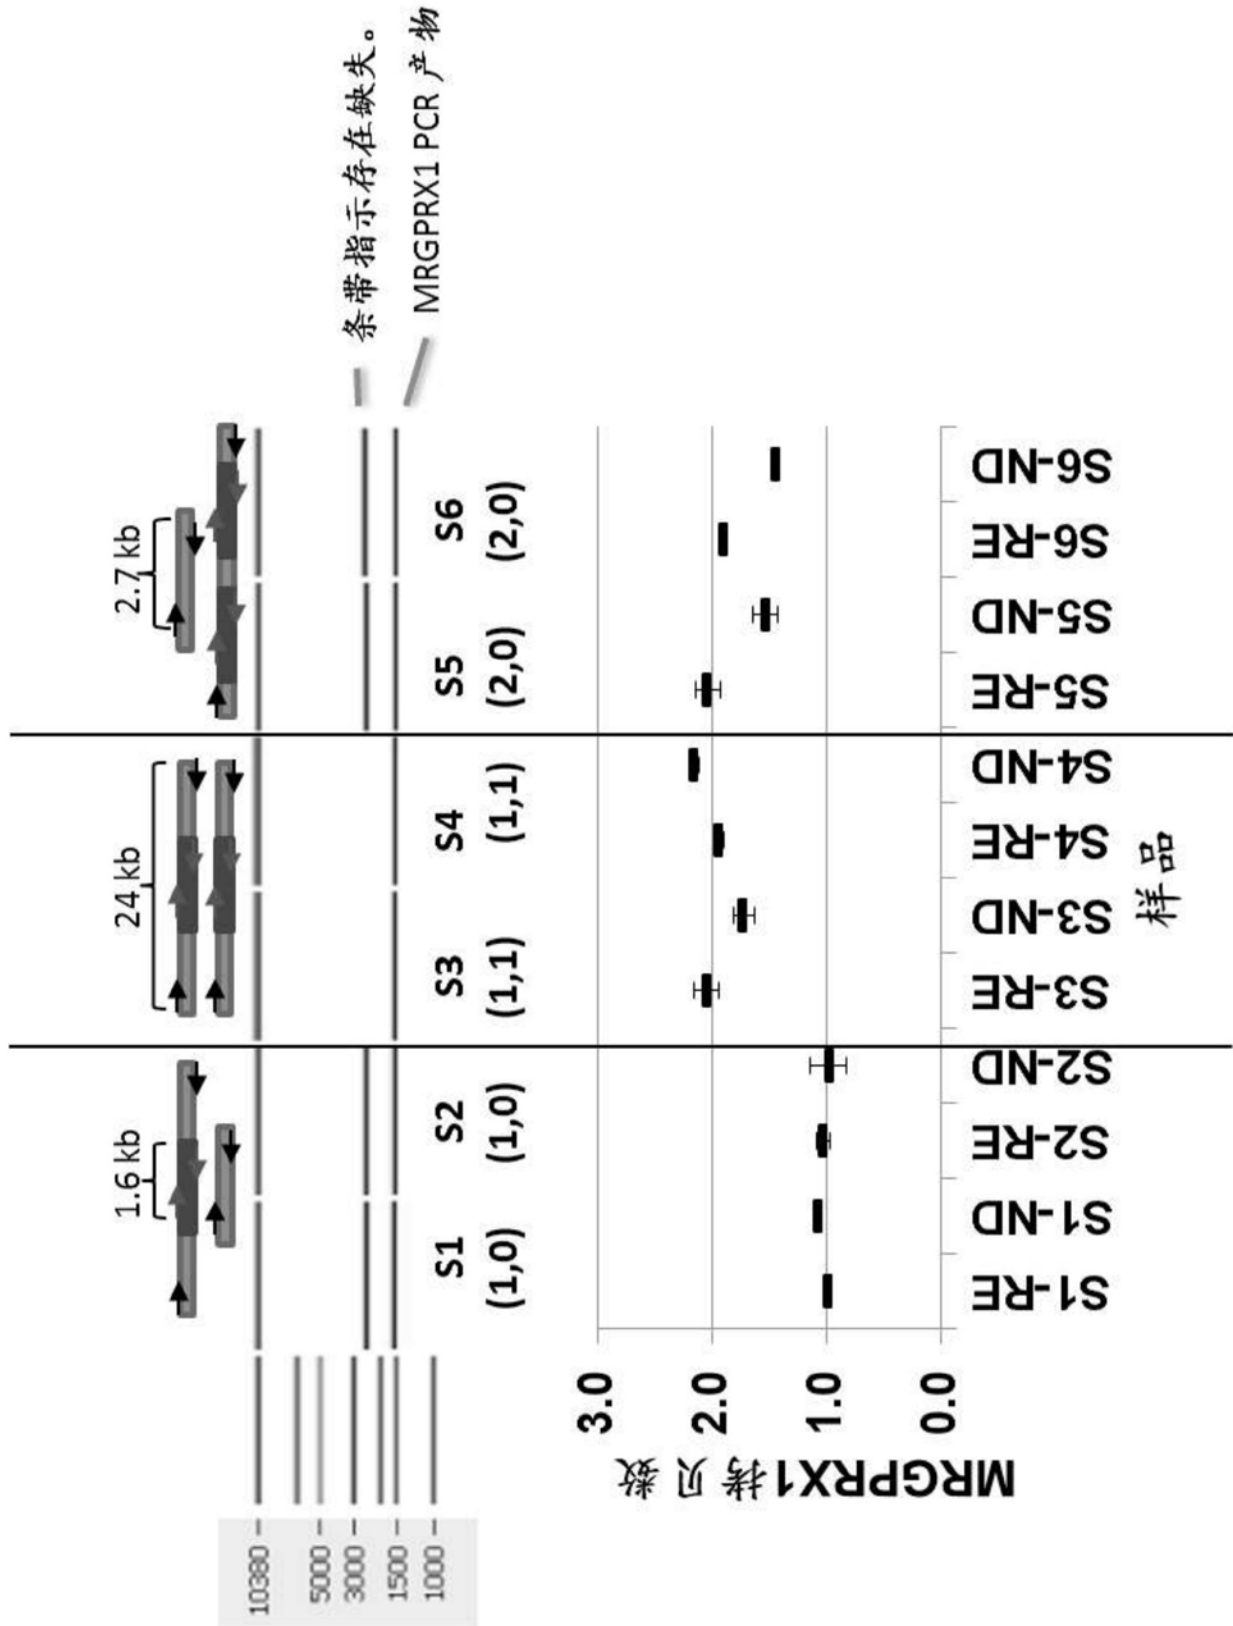 1.6 kb
24 kb
2.7 kb
10380
5000
3000
1500
1000
条带指示存在缺失。
MRGPRX1 PCR 产物
S1 S2 S3 S4 S5 S6
(1,0) (1,0) (1,1) (1,1) (2,0) (2,0)
MRGPRX1拷贝数
3.0
2.0
1.0
0.0
S1-RE S1-ND S2-RE S2-ND S3-RE S3-ND S4-RE S4-ND S5-RE S5-ND S6-RE S6-ND
样品